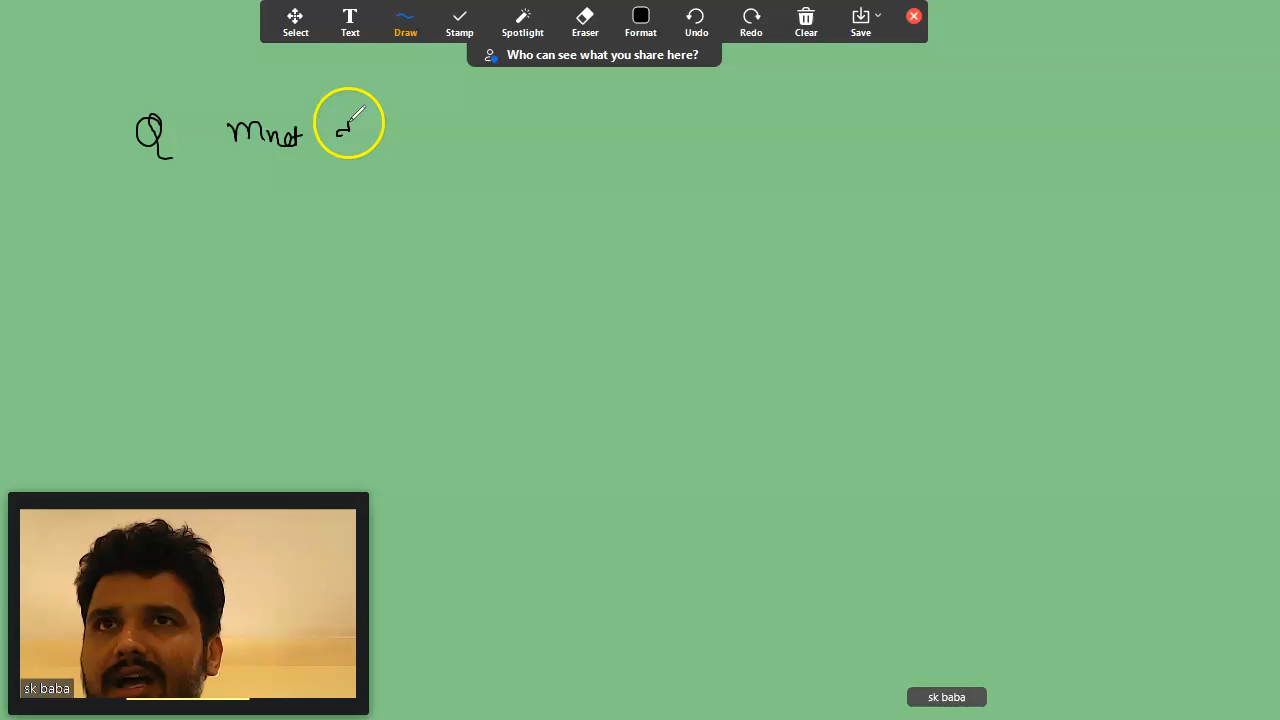 Select Text Draw Stamp Spotlight Eraser Format Undo Redo Clear Save
Who can see what you share here?
Q mnet
sk baba
sk baba